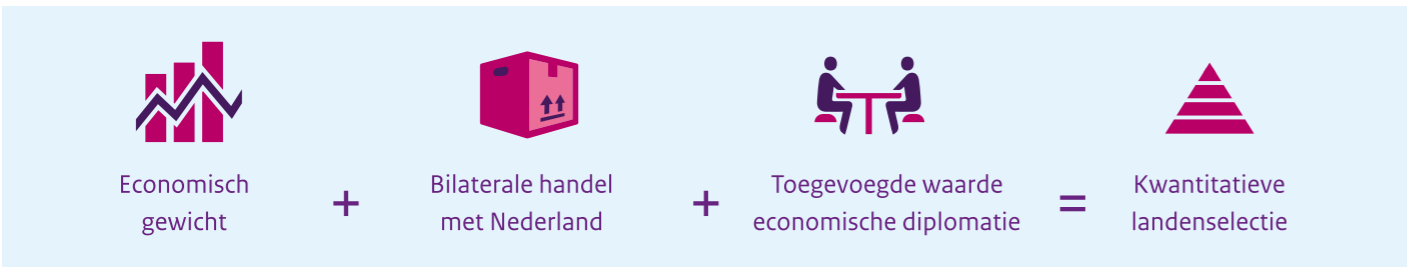 Economisch
gewicht
+
Bilaterale handel
met Nederland
+
Toegevoegde waarde
economische diplomatie
=
Kwantitatieve
landenselectie